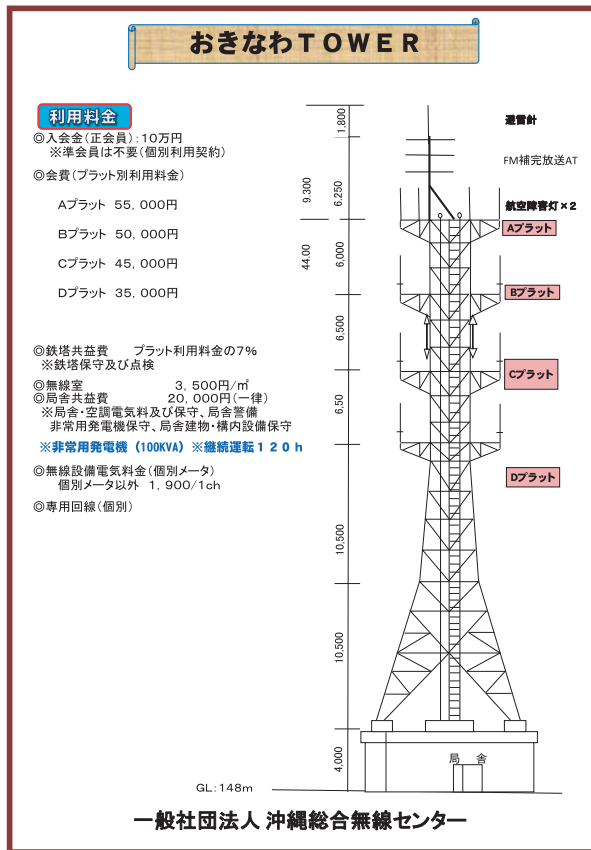 おきなわTOWER
利用料金
◎入会金(正会員):10万円
※準会員は不要(個別利用契約)
◎会費(プラット別利用料金)
Aプラット 55,000円
Bプラット 50,000円
Cプラット 45,000円
Dプラット 35,000円
◎鉄塔共益費 プラット利用料金の7%
※鉄塔保守及び点検
◎無線室 3,500円/㎡
◎局舎共益費 20,000円(一律)
※局舎・空調電気料及び保守、局舎警備
非常用発電機保守、局舎建物・構内設備保守
※非常用発電機(100KVA)※継続運転120h
◎無線設備電気料金(個別メータ)
個別メータ以外 1,900/1ch
◎専用回線(個別)
1,800
9,300
6,250
44.00
6,000
6,500
6,50
10,500
10,500
4,000
避雷針
FM補完放送AT
航空障害灯×2
Aプラット
Bプラット
Cプラット
Dプラット
局 舎
GL:148m
一般社団法人 沖縄総合無線センター